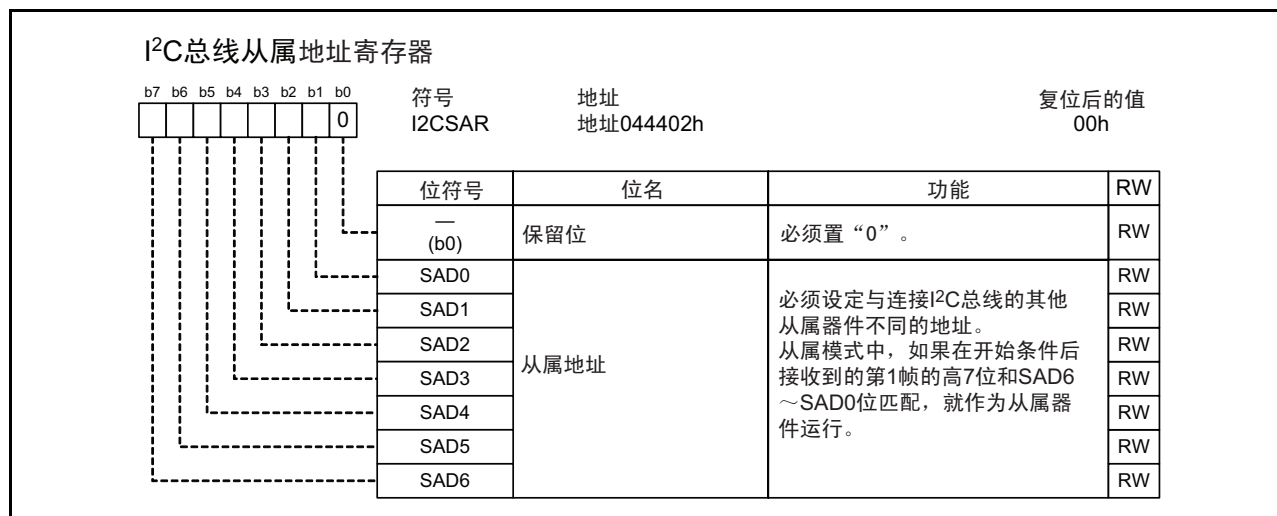 I²C总线从属地址寄存器
b7 b6 b5 b4 b3 b2 b1 b0
0
符号 地址 复位后的值
I2CSAR 地址044402h 00h
位符号 位名 功能 RW
—
(b0) 保留位 必须置“0”。 RW
SAD0 RW
SAD1 RW
SAD2 RW
SAD3 RW
SAD4 RW
SAD5 RW
SAD6 RW
从属地址
必须设定与连接I²C总线的其他
从属器件不同的地址。
从属模式中，如果在开始条件后
接收到的第1帧的高7位和SAD6
～SAD0位匹配，就作为从属器
件运行。